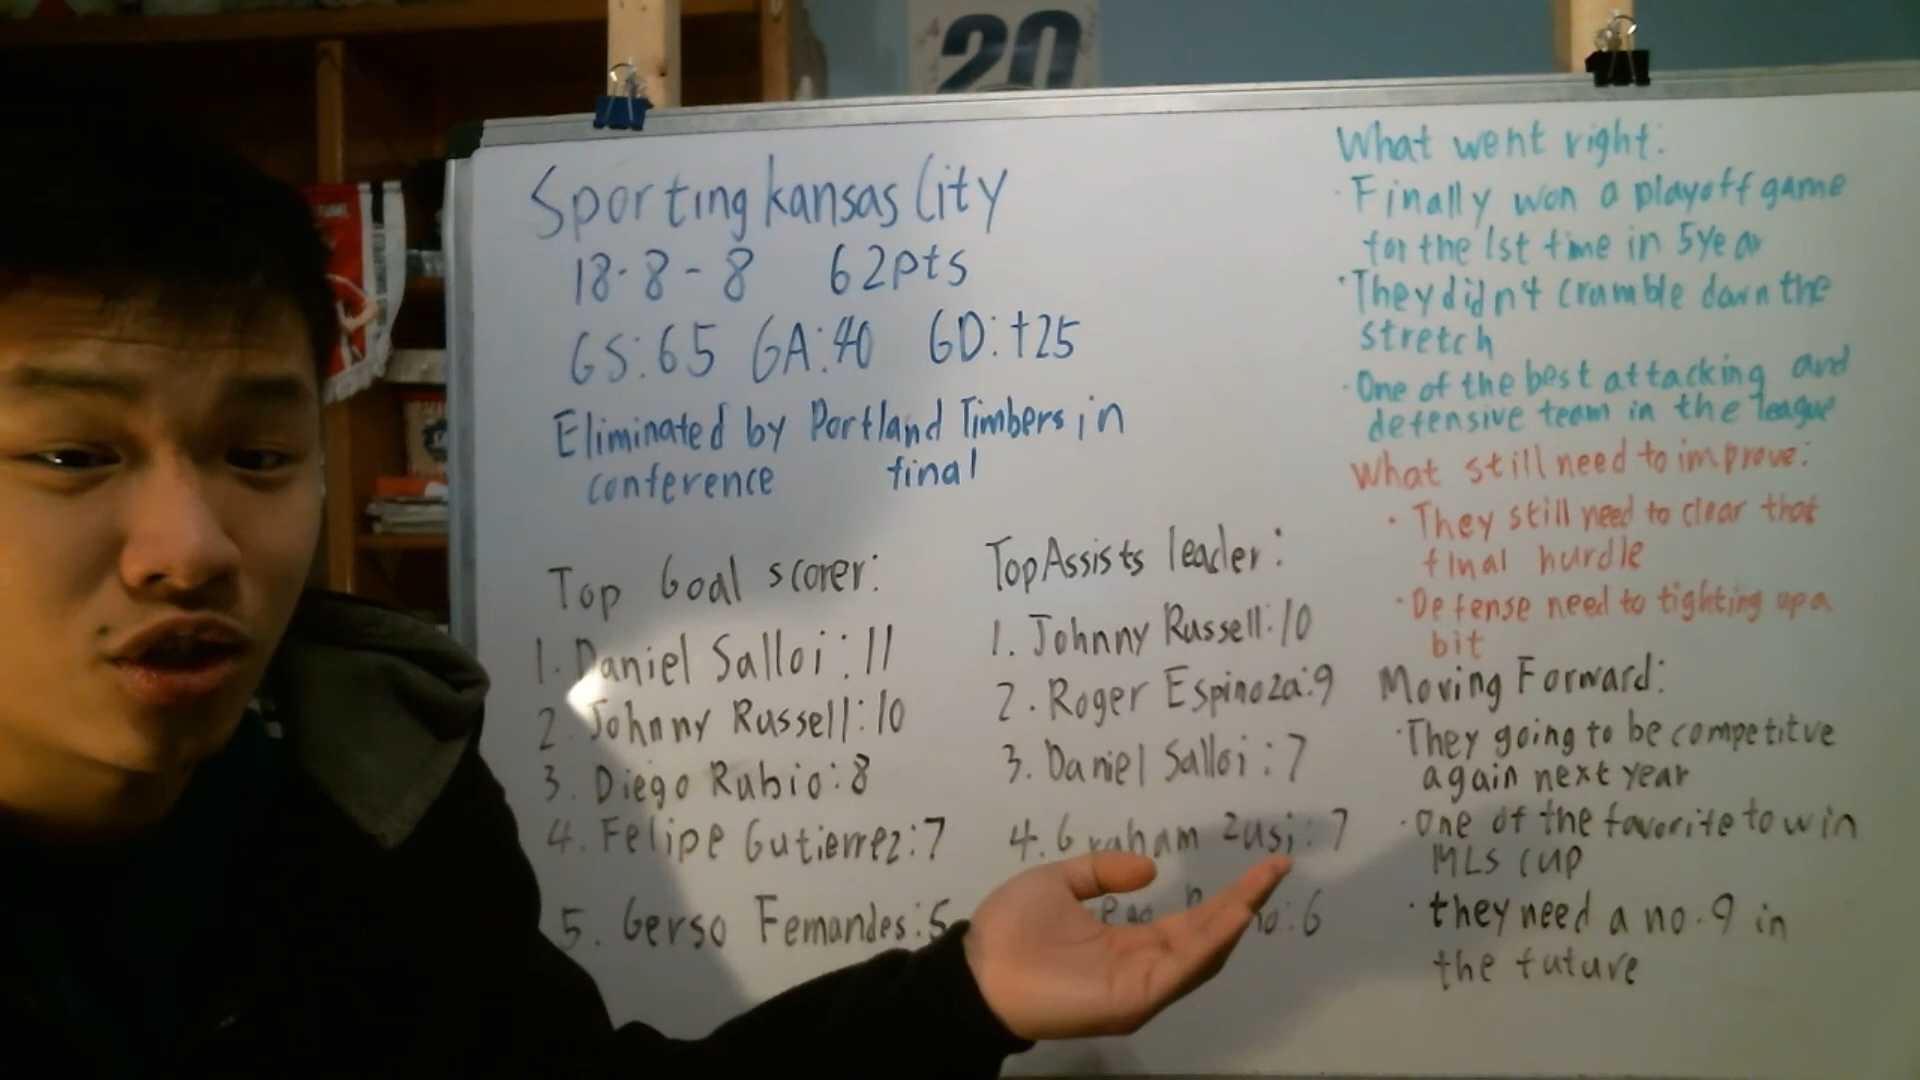 20
Sporting kansas City
18-8-8 62pts
GS:65 GA:40 GD:+25
Eliminated by Portland Timbers in
conference final
Top Goal scorer:
1. Daniel Salloi:11
2. Johnny Russell:10
3. Diego Rubio:8
4. Felipe Gutierrez:7
5. Gerso Fernandes:5
Top Assists leader:
1. Johnny Russell:10
2. Roger Espinoza:9
3. Daniel Salloi:7
4. Graham Zusi:7
:6
What went right:
· Finally won a playoff game
for the 1st time in 5 year
· They didn't crumble down the
stretch
· One of the best attacking and
defensive team in the league
What still need to improve:
· They still need to clear that
final hurdle
· Defense need to tighting up a
bit
Moving Forward:
· They going to be competitve
again next year
· one of the favorite to win
MLS cup
· they need a no.9 in
the future